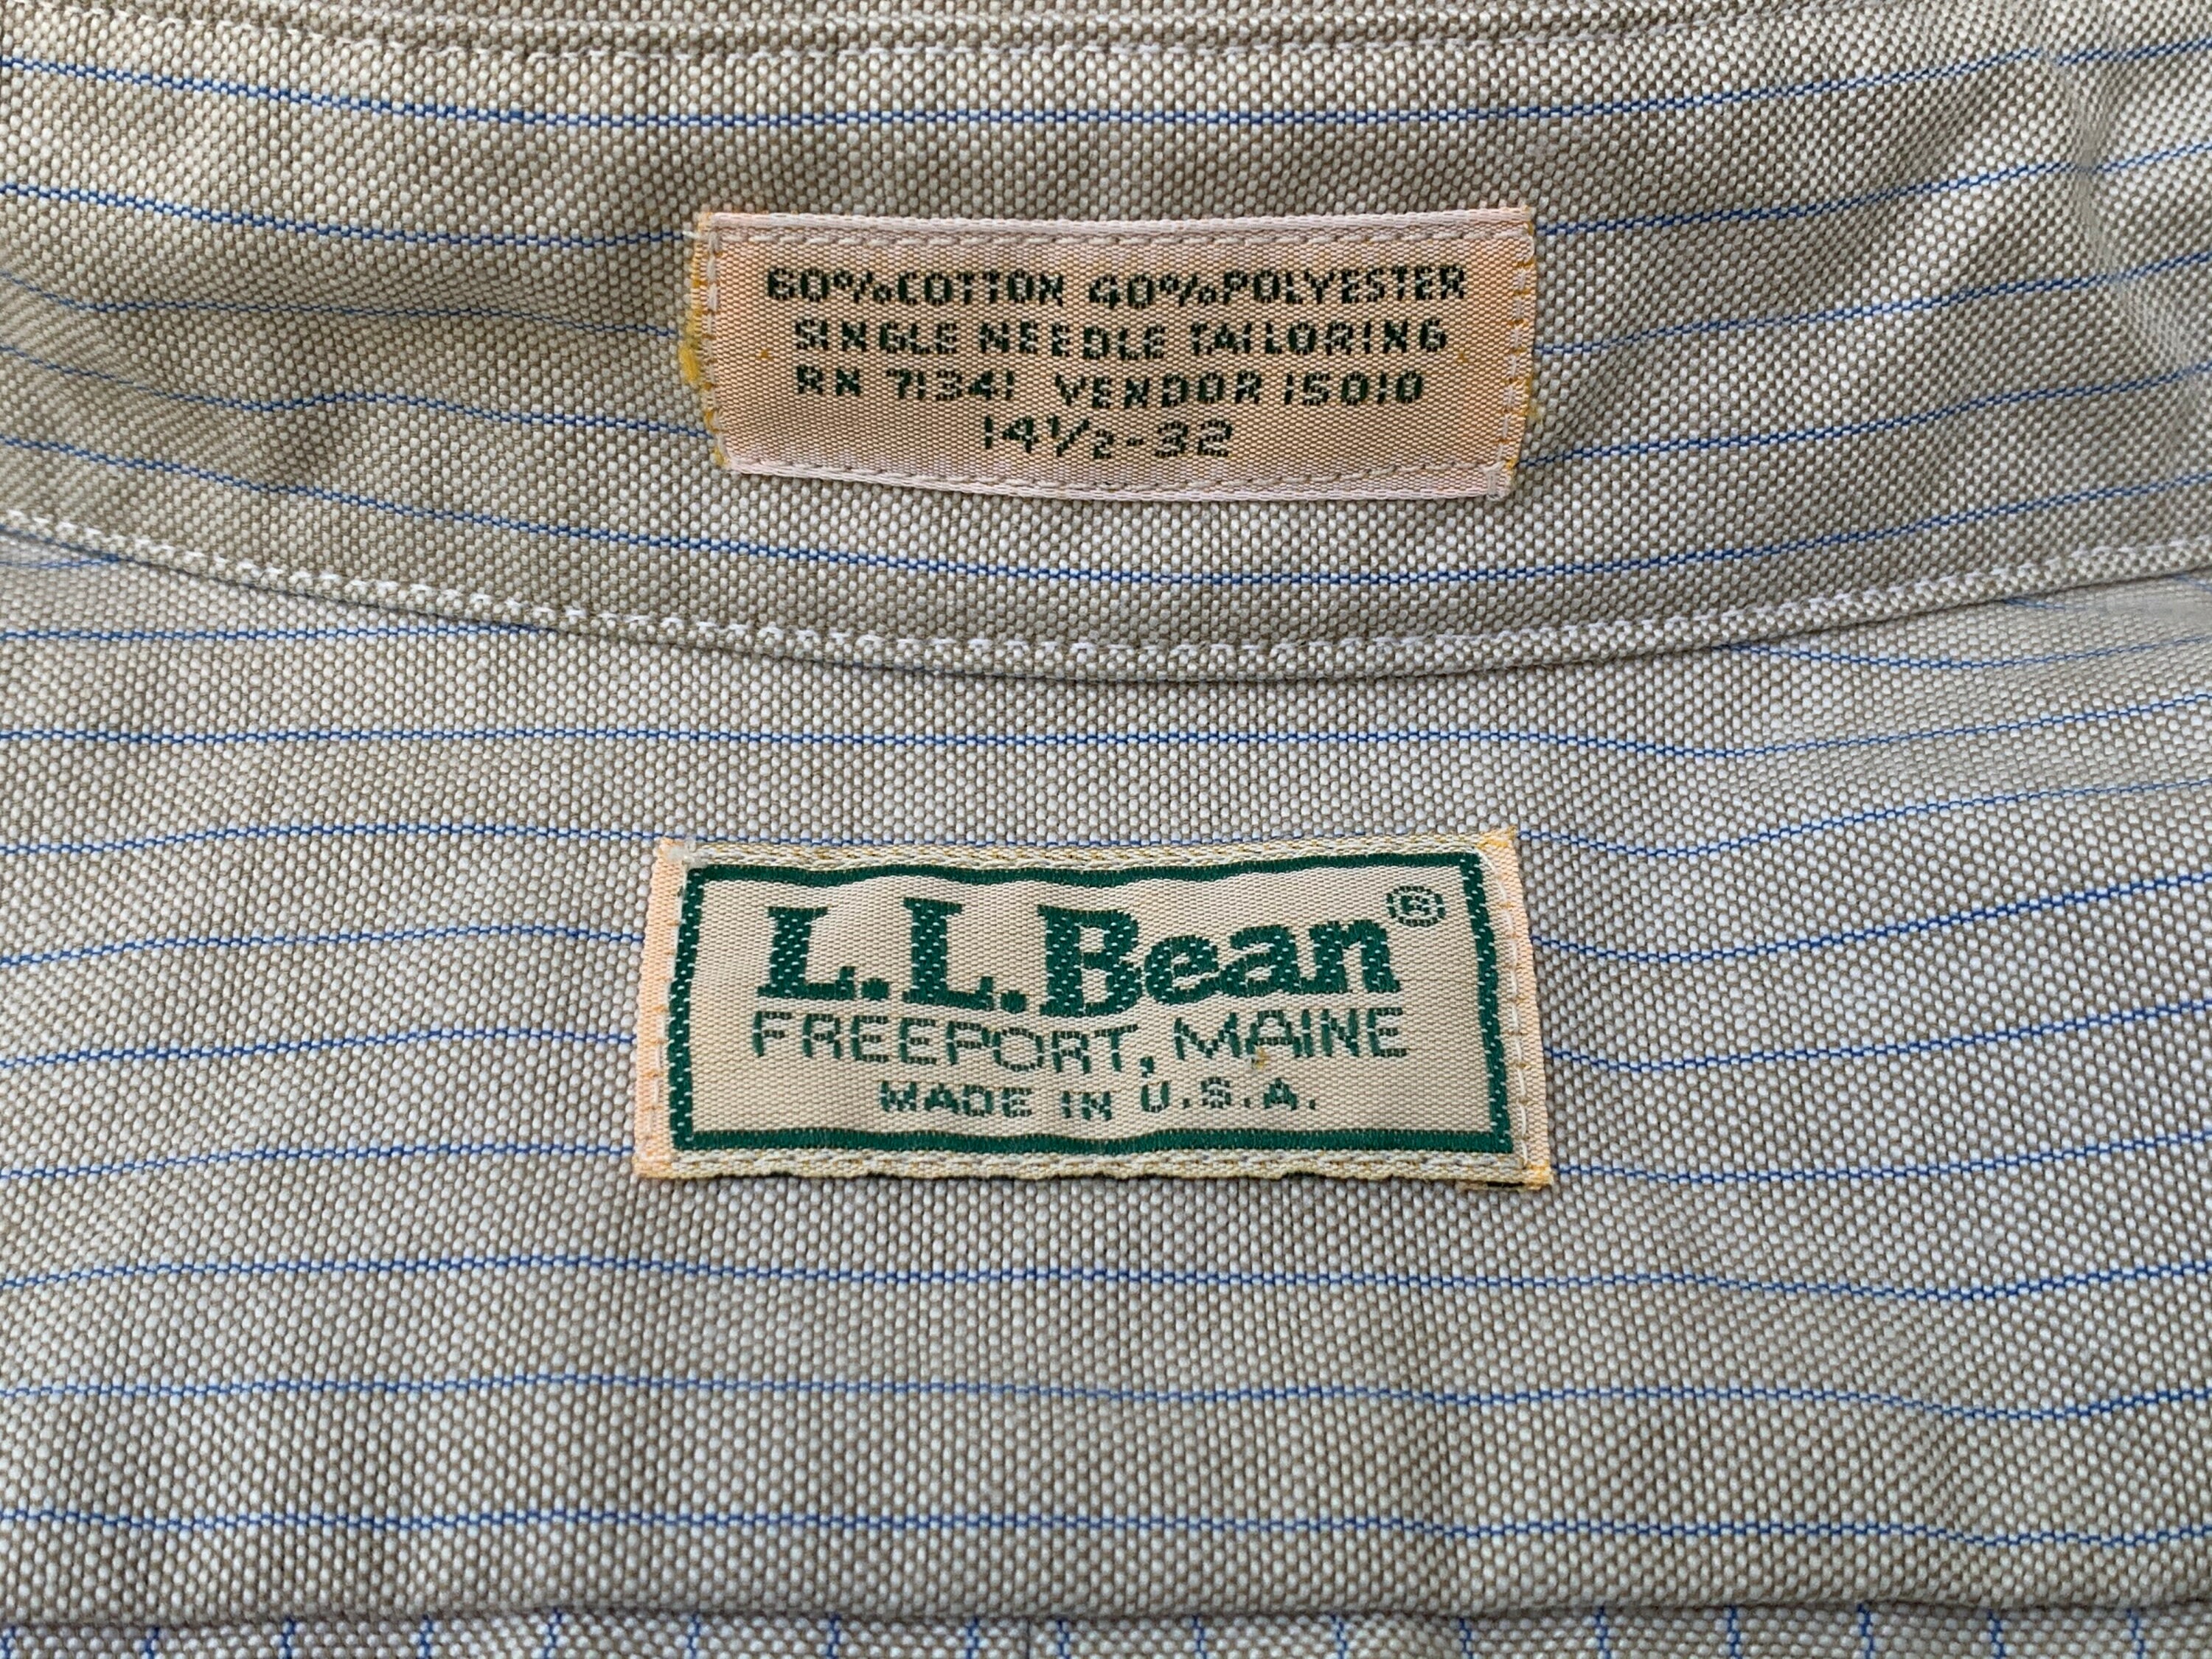 60% COTTON 40% POLYESTER
SINGLE NEEDLE TAILORING
RN 71341 VENDOR 15010
14½-32
L.L.Bean®
FREEPORT, MAINE
MADE IN U.S.A.